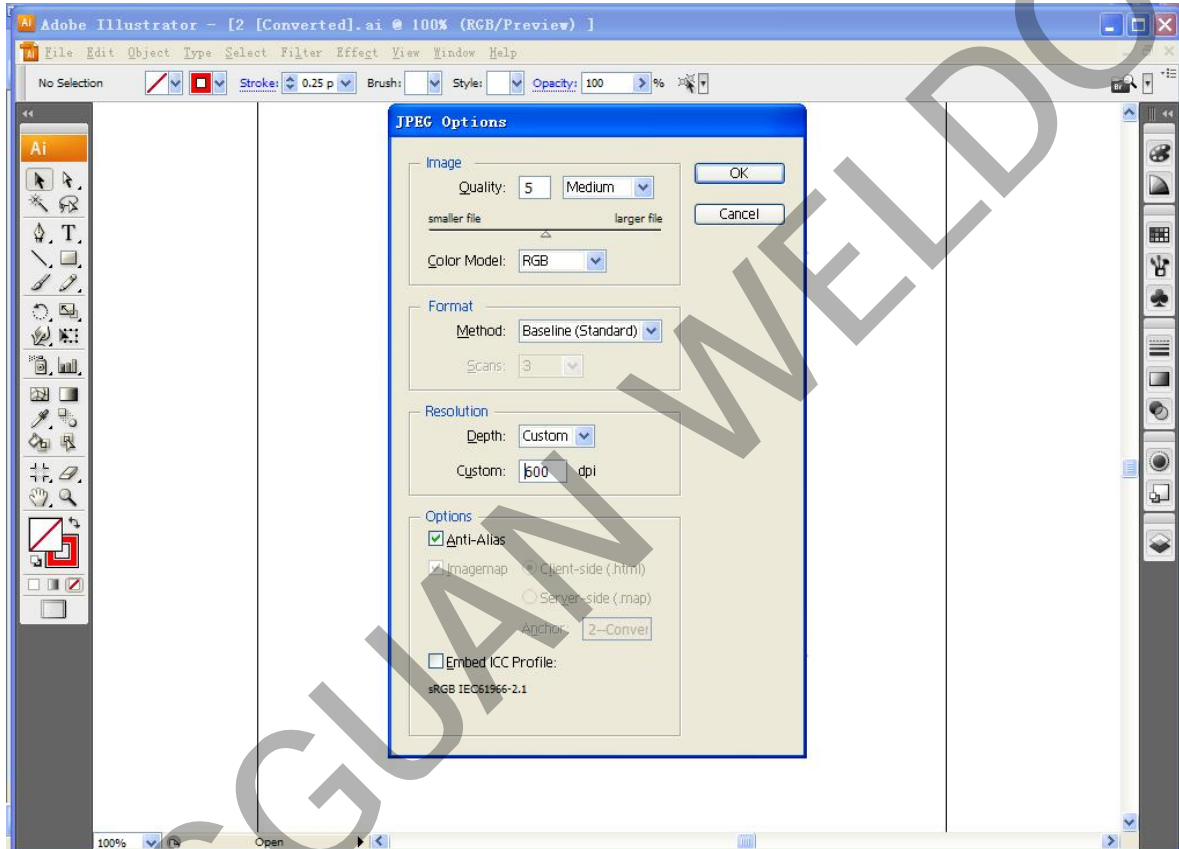 Adobe Illustrator - [2 [Converted].ai @ 100% (RGB/Preview) ]
File Edit Object Type Select Filter Effect View Window Help
No Selection Stroke: 0.25 p Brush: Style: Opacity: 100 % Br
Ai
T
JPEG Options
Image
Quality: 5 Medium
smaller file larger file
Color Model: RGB
OK
Cancel
Format
Method: Baseline (Standard)
Scans: 3
Resolution
Depth: Custom
Custom: 600 dpi
Options
Anti-Alias
Imagemap Client-side (.html)
Server-side (.map)
Anchor: 2--Conver
Embed ICC Profile:
sRGB IEC61966-2.1
100% Open
GUAN WELDO